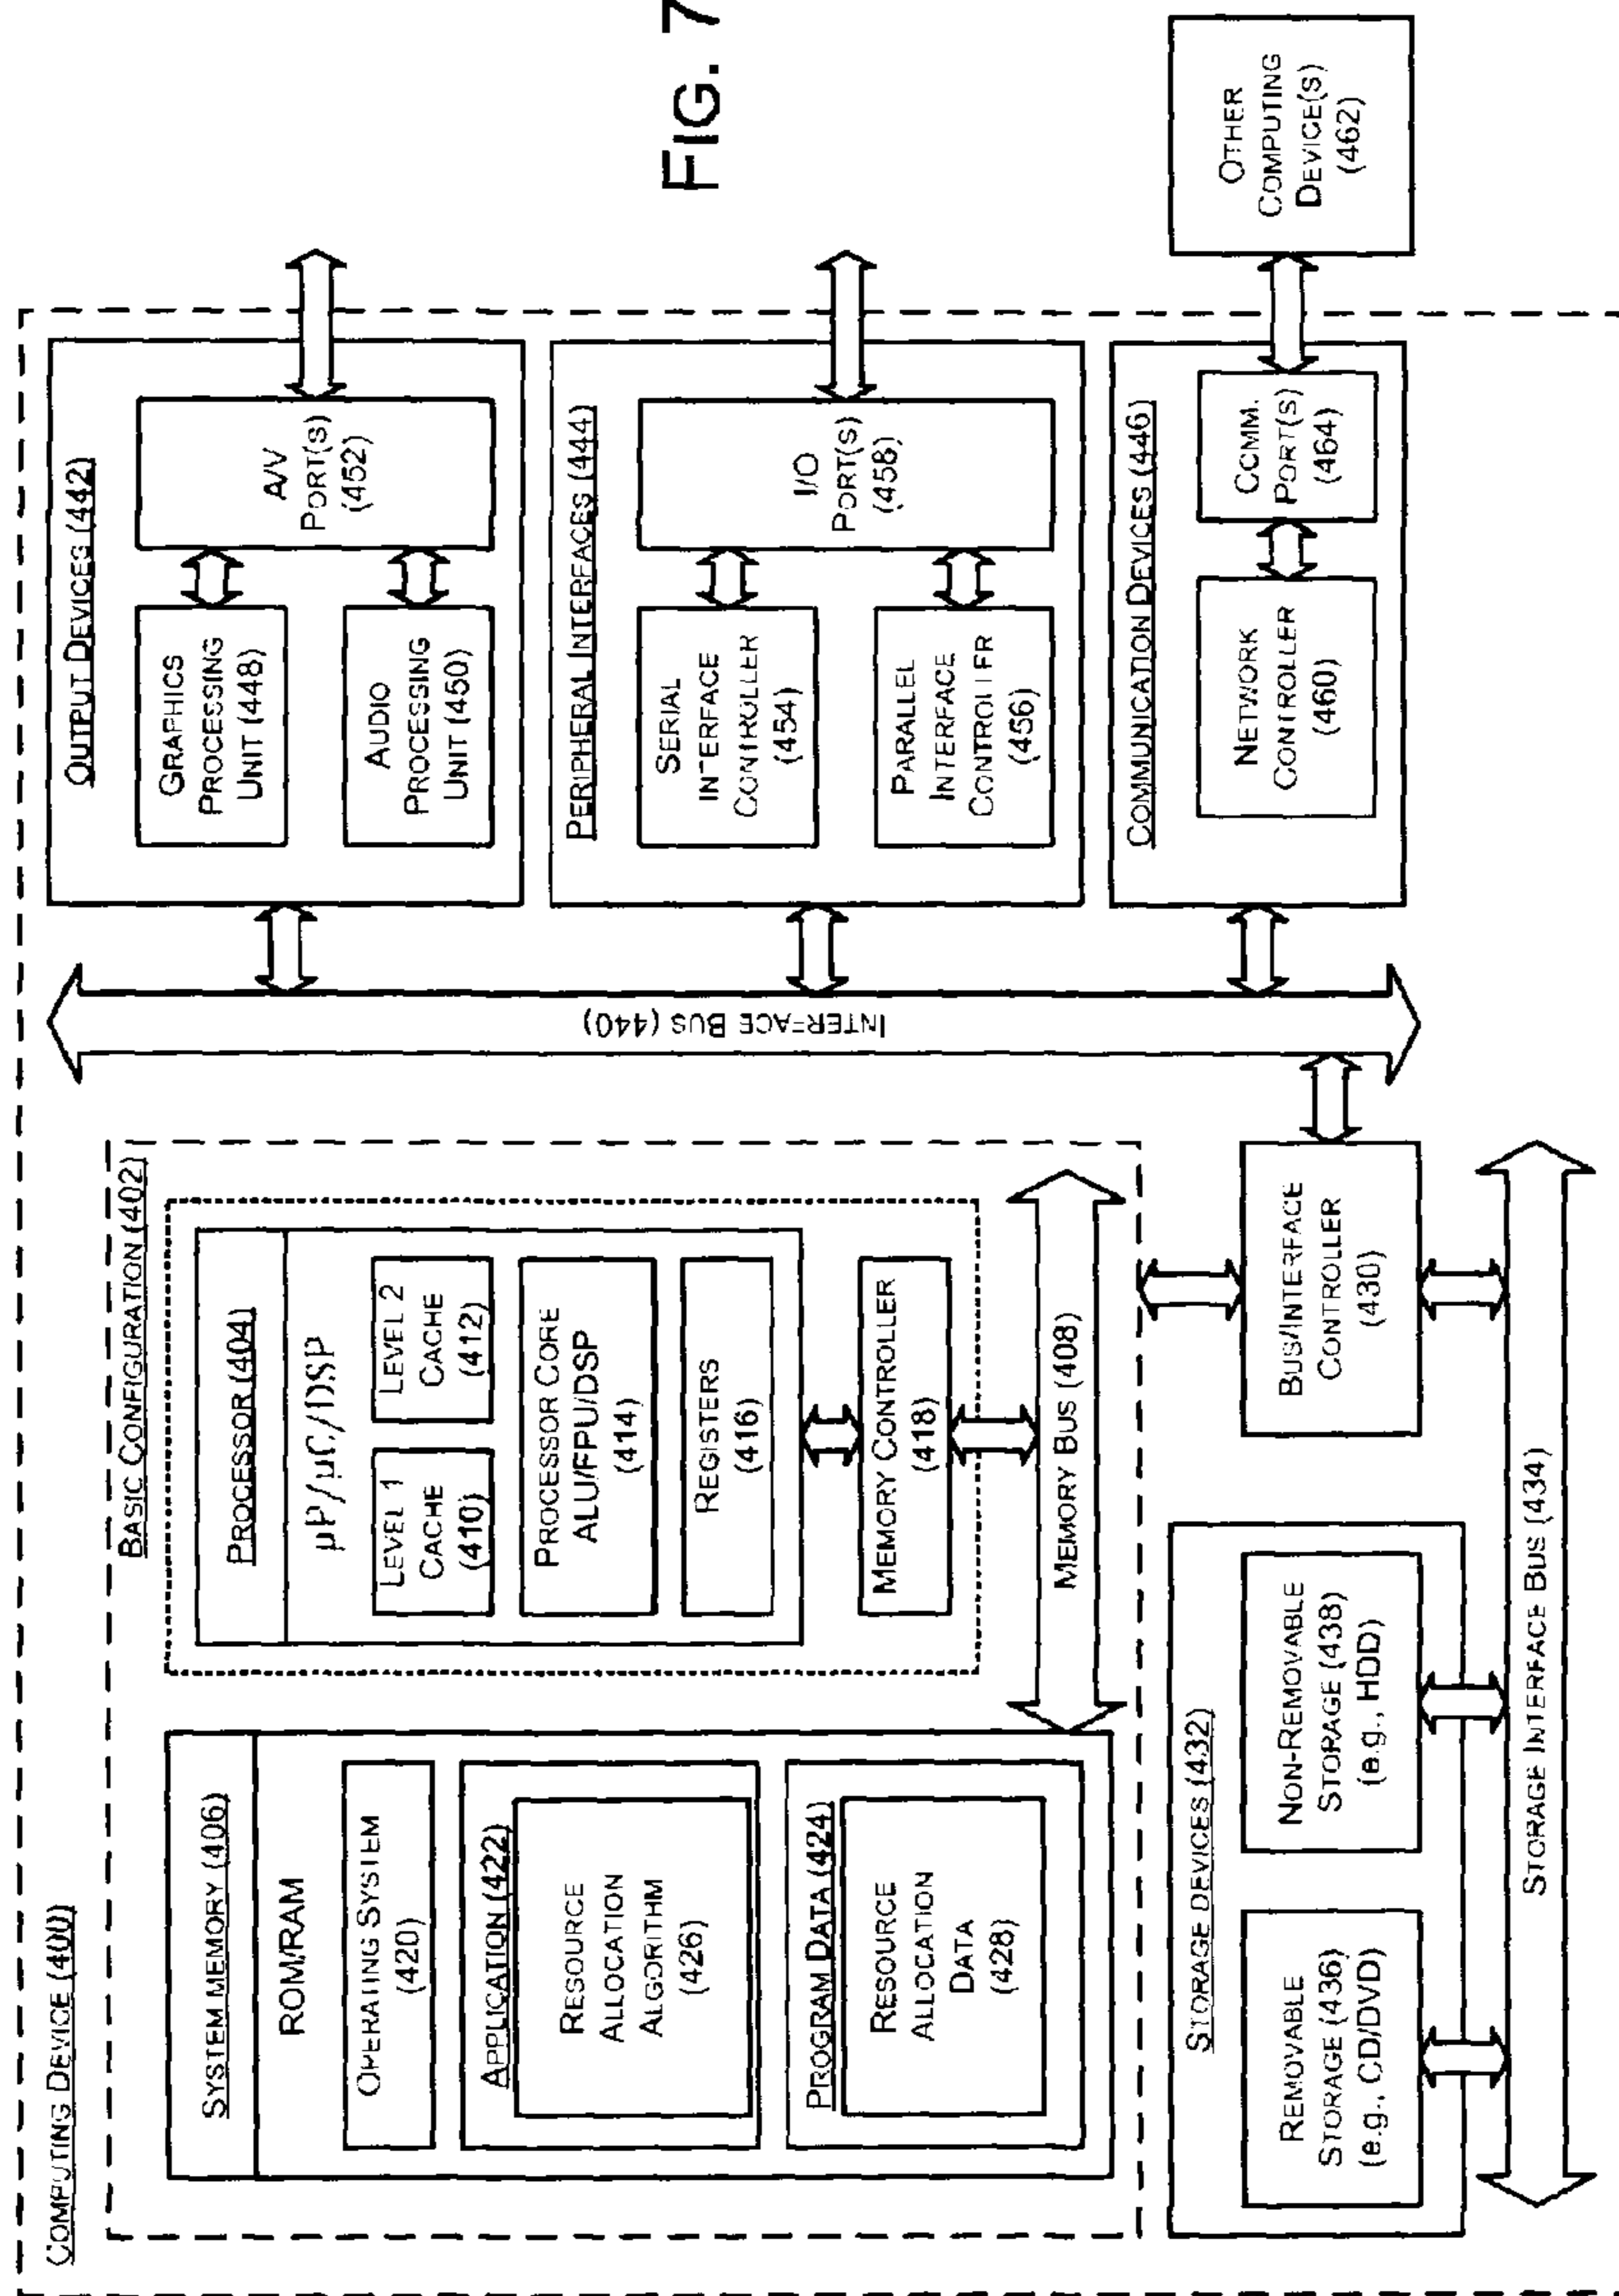 COMPUTING DEVICE (400)
BASIC CONFIGURATION (402)
SYSTEM MEMORY (406)
ROM/RAM
OPERATING SYSTEM
(420)
APPLICATION (422)
RESOURCE
ALLOCATION
ALGORITHM
(426)
PROGRAM DATA (424)
RESOURCE
ALLOCATION
DATA
(428)
PROCESSOR (404)
µP/µC/DSP
LEVEL 1
CACHE
(410)
LEVEL 2
CACHE
(412)
PROCESSOR CORE
ALU/FPU/DSP
(414)
REGISTERS
(416)
MEMORY CONTROLLER
(418)
MEMORY BUS (408)
BUS/INTERFACE
CONTROLLER
(430)
STORAGE DEVICES (432)
REMOVABLE
STORAGE (436)
(e.g., CD/DVD)
NON-REMOVABLE
STORAGE (438)
(e.g., HDD)
STORAGE INTERFACE BUS (434)
INTERFACE BUS (440)
OUTPUT DEVICES (442)
GRAPHICS
PROCESSING
UNIT (448)
AUDIO
PROCESSING
UNIT (450)
A/V
PORT(S)
(452)
PERIPHERAL INTERFACES (444)
SERIAL
INTERFACE
CONTROLLER
(454)
PARALLEL
INTERFACE
CONTROLLER
(456)
I/O
PORT(S)
(458)
COMMUNICATION DEVICES (446)
NETWORK
CONTROLLER
(460)
COMM.
PORT(S)
(464)
OTHER
COMPUTING
DEVICE(S)
(462)
FIG. 7